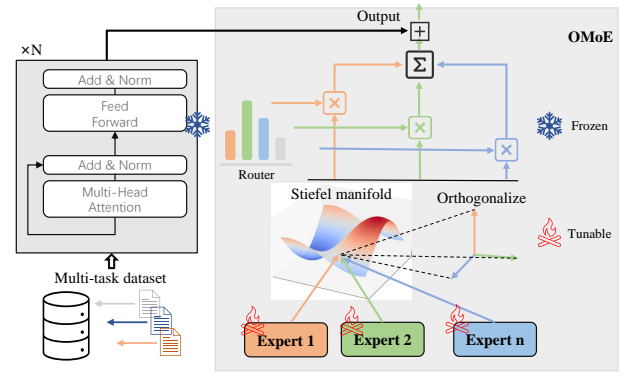 Output
OMoE
×N
Add & Norm
Feed
Forward
Add & Norm
Multi-Head
Attention
Multi-task dataset
+
Σ
×
×
×
Router
Frozen
Stiefel manifold
Orthogonalize
Tunable
Expert 1
Expert 2
Expert n